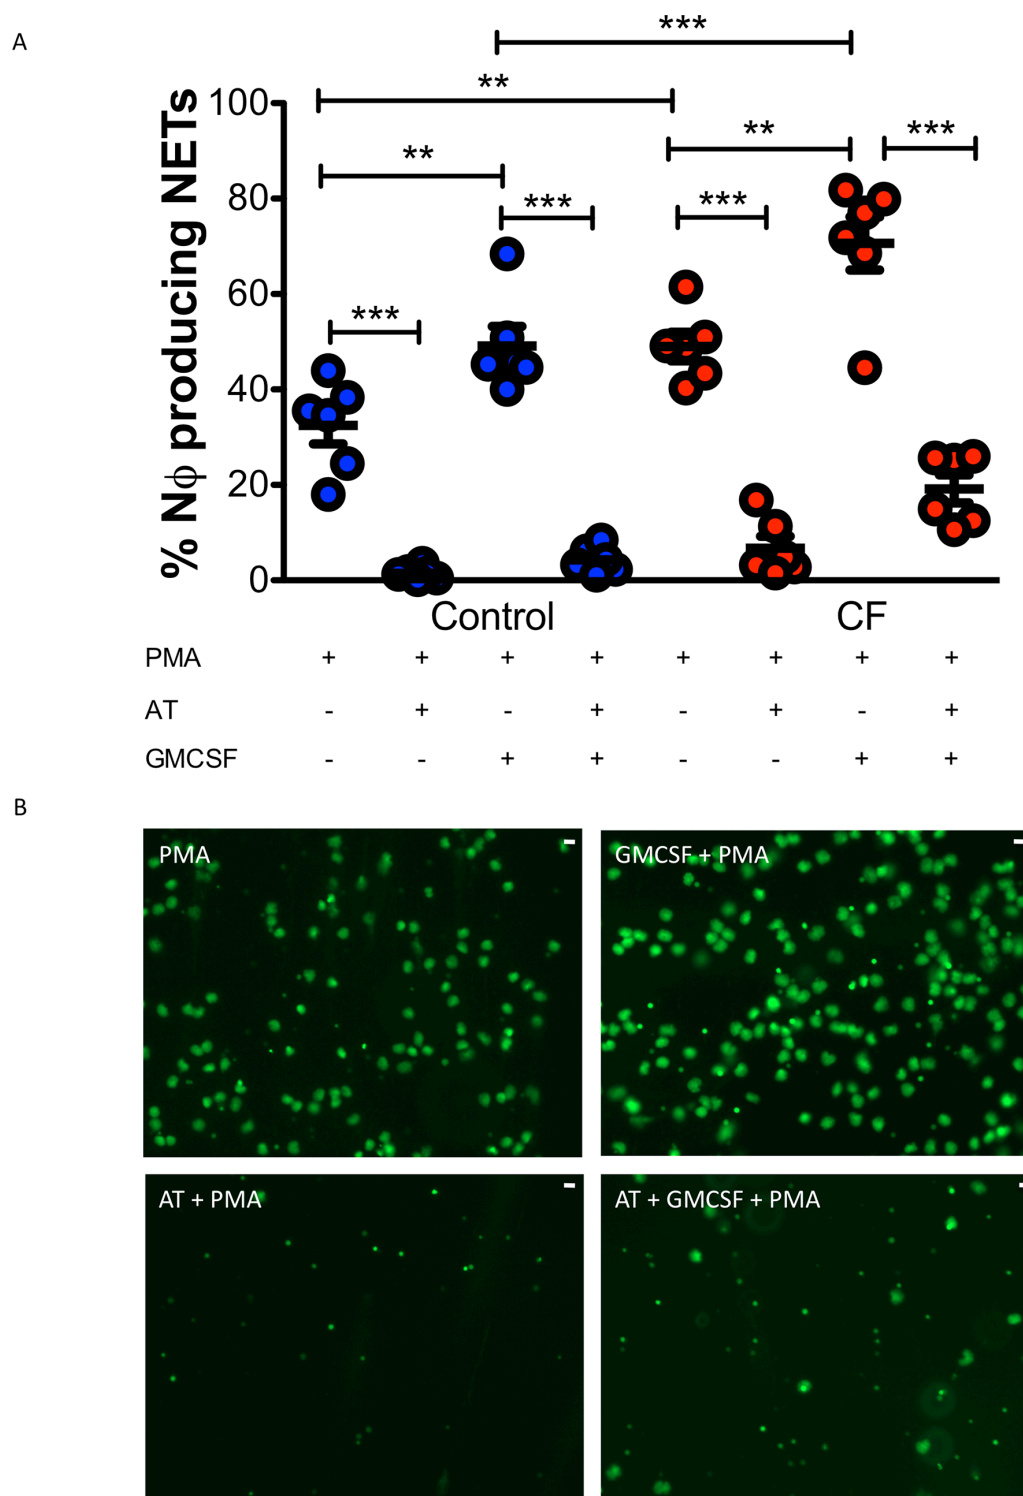 A
***
**
100
**
***
**
80
***
***
60
***
40
20
0
% Nϕ producing NETs
Control CF
PMA + + + + + + + +
AT - + - + - + - +
GMCSF - - + + - - + +
B
PMA
GMCSF + PMA
AT + PMA
AT + GMCSF + PMA